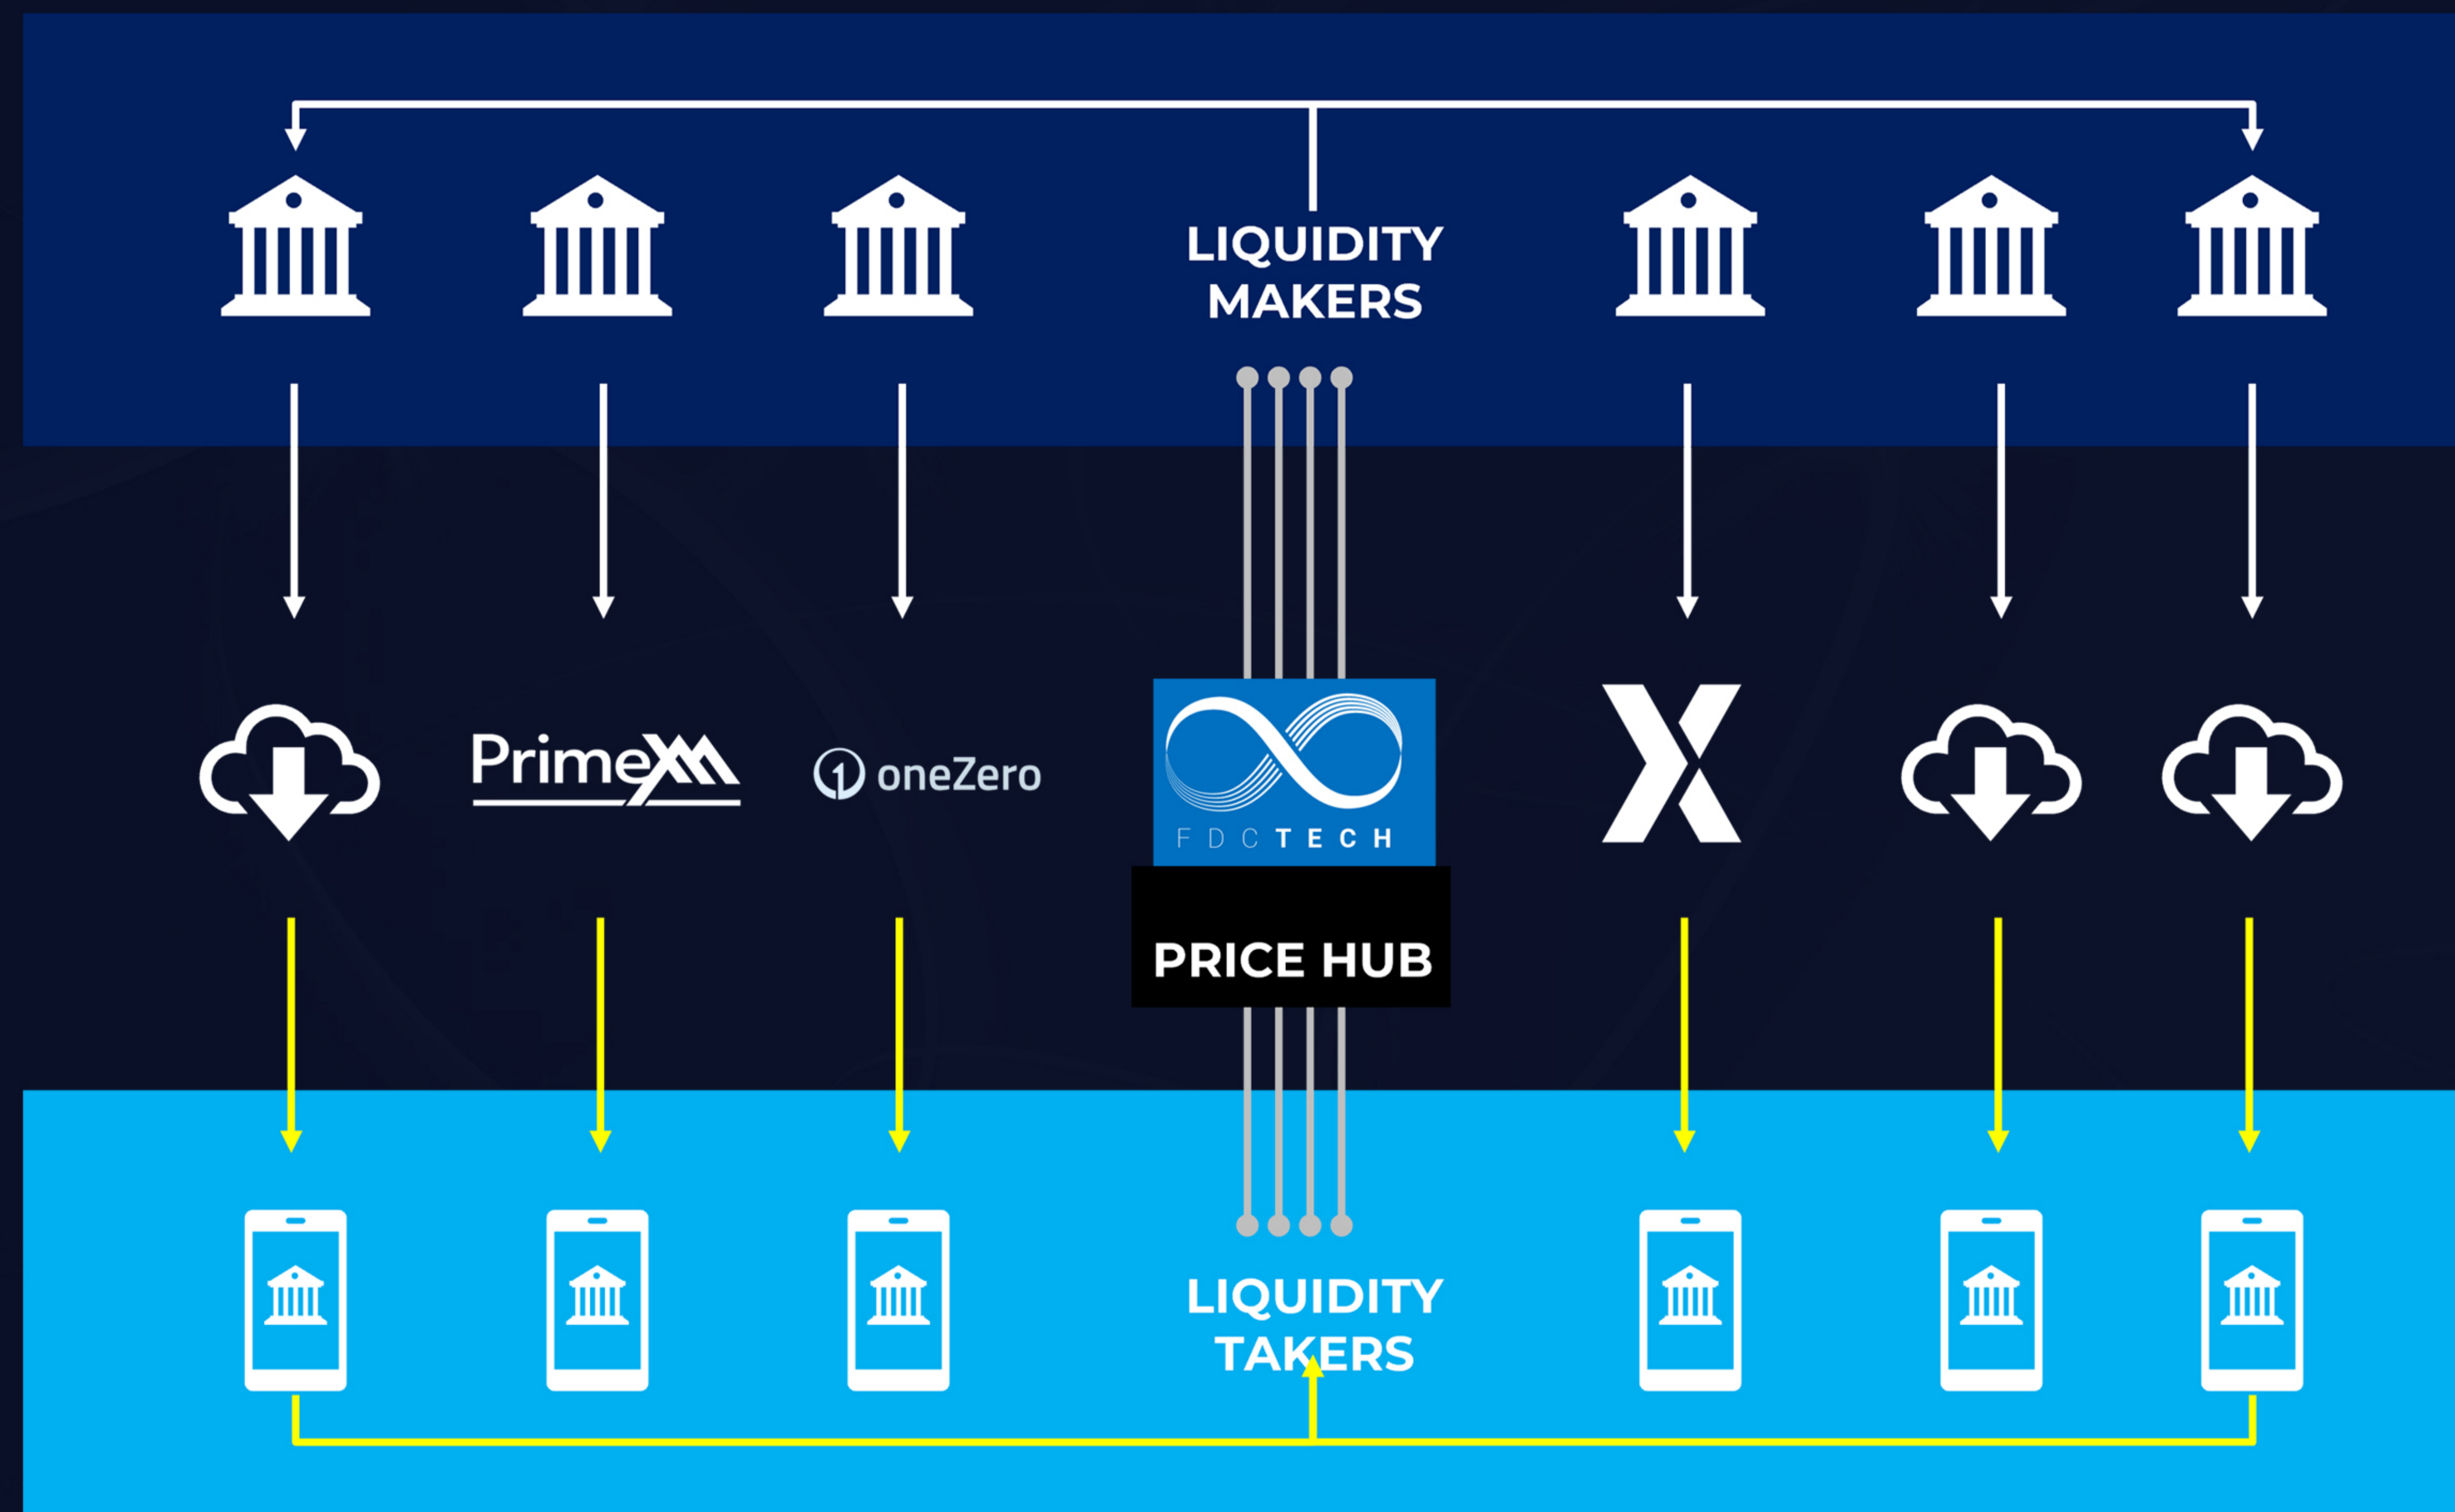 LIQUIDITY
MAKERS
PrimeXM
oneZero
X
FDCTECH
PRICE HUB
LIQUIDITY
TAKERS